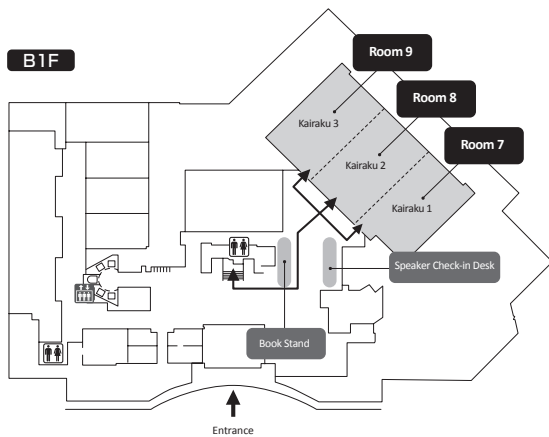 B1F
Room 9
Room 8
Room 7
Kairaku 3
Kairaku 2
Kairaku 1
Speaker Check-in Desk
Book Stand
Entrance